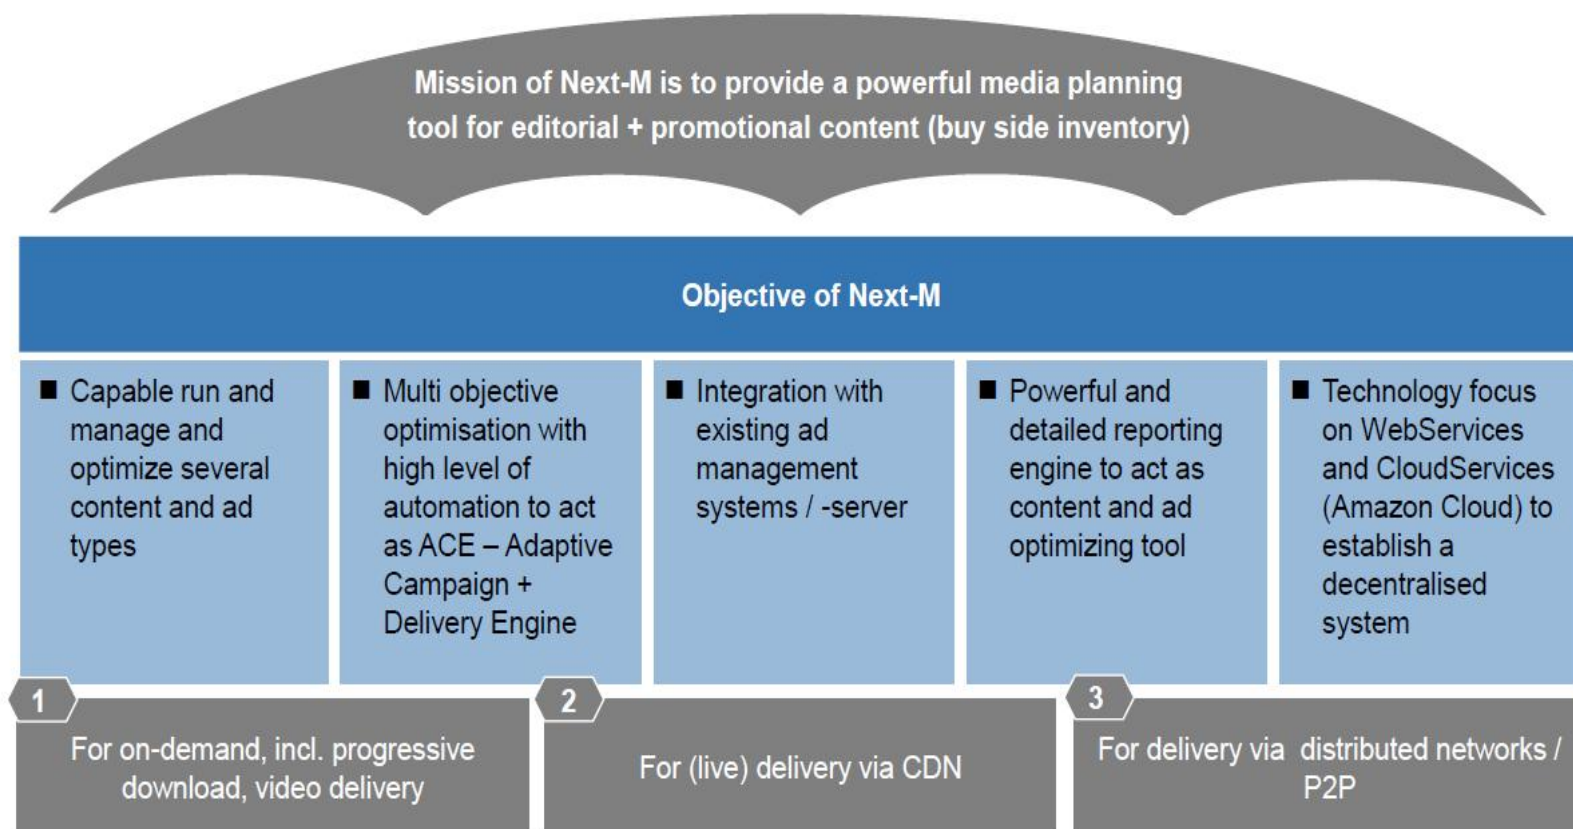 Mission of Next-M is to provide a powerful media planning
tool for editorial + promotional content (buy side inventory)
Objective of Next-M
■ Capable run and
manage and
optimize several
content and ad
types
■ Multi objective
optimisation with
high level of
automation to act
as ACE – Adaptive
Campaign +
Delivery Engine
■ Integration with
existing ad
management
systems / -server
■ Powerful and
detailed reporting
engine to act as
content and ad
optimizing tool
■ Technology focus
on WebServices
and CloudServices
(Amazon Cloud) to
establish a
decentralised
system
1
For on-demand, incl. progressive
download, video delivery
2
For (live) delivery via CDN
3
For delivery via distributed networks /
P2P